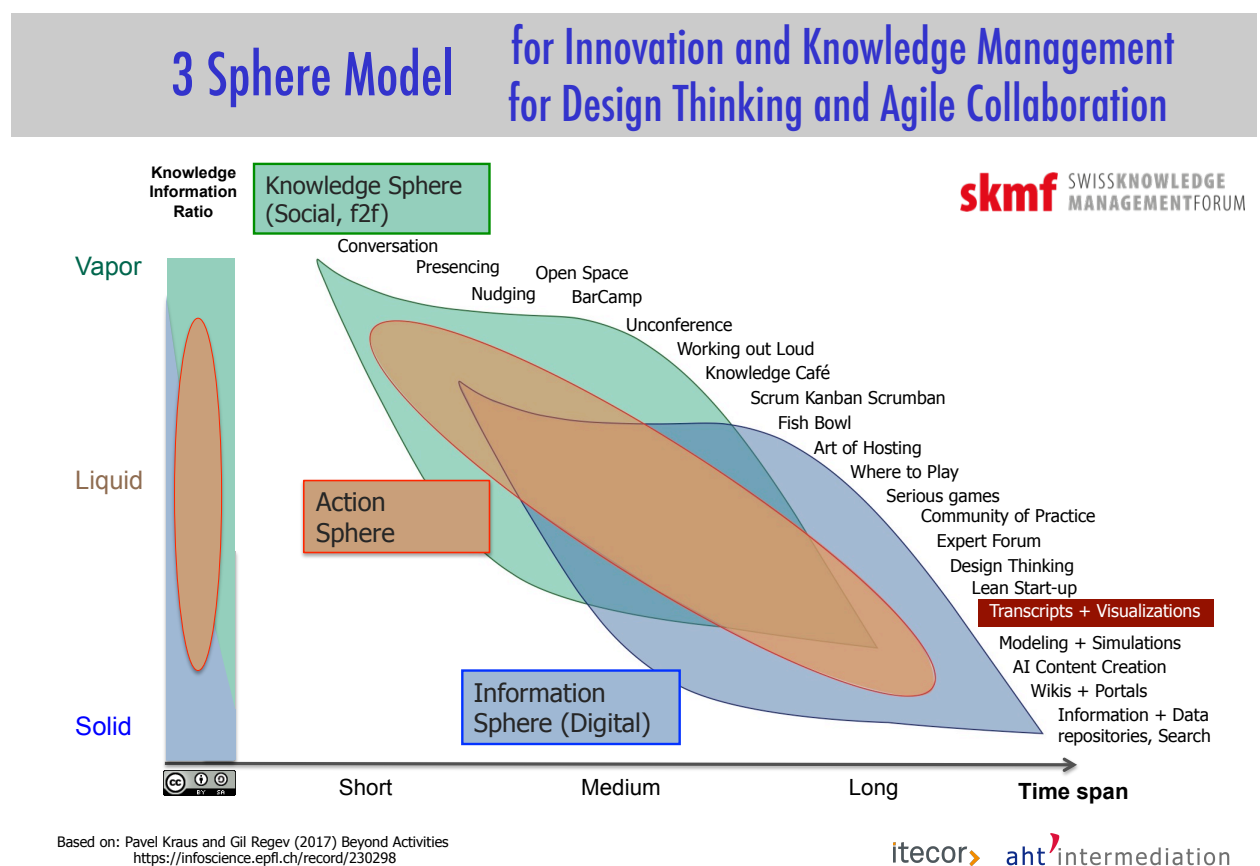 3 Sphere Model
for Innovation and Knowledge Management
for Design Thinking and Agile Collaboration
Knowledge
Information
Ratio
Knowledge Sphere
(Social, f2f)
skmf SWISSKNOWLEDGE
MANAGEMENTFORUM
Conversation
Presencing
Nudging
Open Space
BarCamp
Unconference
Working out Loud
Knowledge Café
Scrum Kanban Scrumban
Fish Bowl
Art of Hosting
Where to Play
Serious games
Community of Practice
Expert Forum
Design Thinking
Lean Start-up
Transcripts + Visualizations
Modeling + Simulations
AI Content Creation
Wikis + Portals
Information + Data
repositories, Search
Vapor
Liquid
Solid
Action
Sphere
Information
Sphere (Digital)
cc BY SA
Short
Medium
Long
Time span
Based on: Pavel Kraus and Gil Regev (2017) Beyond Activities
https://infoscience.epfl.ch/record/230298
itecor
aht'intermediation